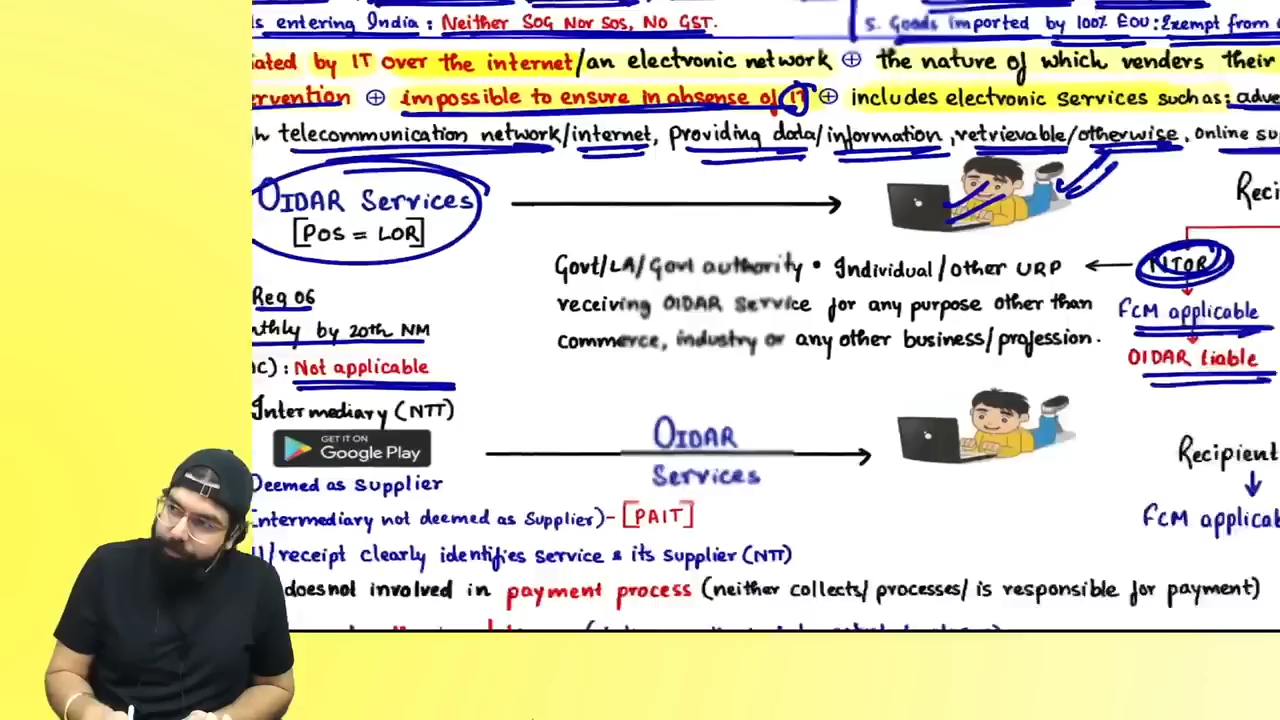 entering India : Neither SOG Nor SOS, No GST.
5. Goods imported by 100% EOU : Exempt from
iated by IT over the internet/an electronic network ⊕ the nature of which renders their
ervention ⊕ impossible to ensure in absense of IT ⊕ includes electronic services such as: adve
telecommunication network/internet, providing data/information, retrievable/otherwise, Online su
OIDAR Services
[POS = LOR]
Reci
Govt/LA/Govt authority • Individual/other URP ← NTOR
receiving OIDAR Service for any purpose other than
commerce, industry or any other business/profession.
FCM applicable
OIDAR liable
Reg 06
nthly by 20th NM
C) : Not applicable
Intermediary (NTT)
GET IT ON
Google Play
OIDAR
Services
Recipient
FCM applicab
Deemed as supplier
Intermediary not deemed as Supplier)-[PAIT]
/receipt clearly identifies service & its supplier (NTT)
doesnot involved in payment process (neither collects/ processes/ is responsible for payment)